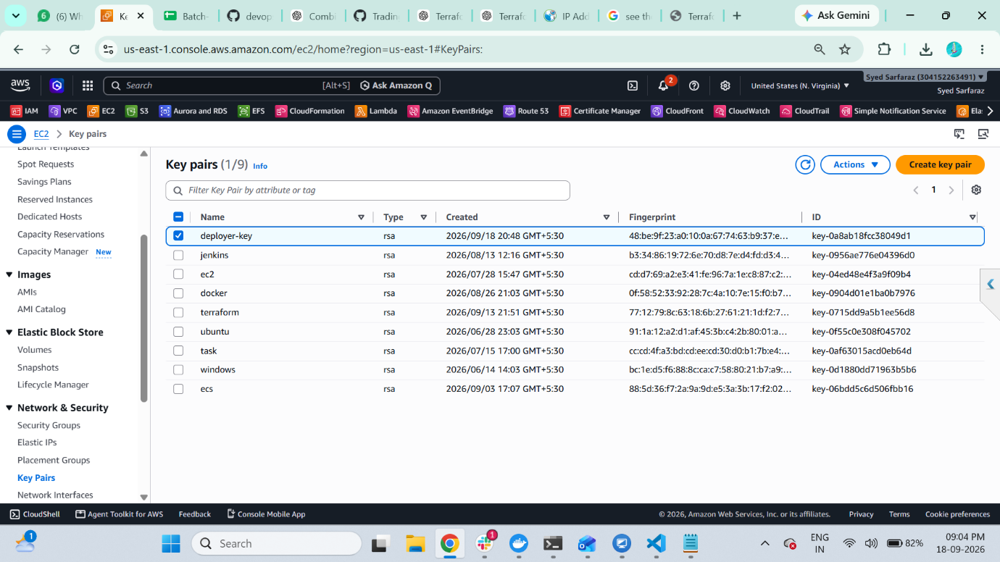 (6) (Wh
Ke
Batch-
devop
Combi
Trading
Terrafo
Terrafo
IP Add
see the
Terrafo
Ask Gemini
us-east-1.console.aws.amazon.com/ec2/home?region=us-east-1#KeyPairs:
aws
Search [Alt+S] Ask Amazon Q
2
United States (N. Virginia) ▼
Syed Sarfaraz (304152263491) ▼
Syed Sarfaraz
IAM VPC EC2 S3 Aurora and RDS EFS CloudFormation Lambda Amazon EventBridge Route 53 Certificate Manager CloudFront CloudWatch CloudTrail Simple Notification Service Elas
EC2 > Key pairs
Launch Templates
Spot Requests
Savings Plans
Reserved Instances
Dedicated Hosts
Capacity Reservations
Capacity Manager New
Images
AMIs
AMI Catalog
Elastic Block Store
Volumes
Snapshots
Lifecycle Manager
Network & Security
Security Groups
Elastic IPs
Placement Groups
Key Pairs
Network Interfaces
Key pairs (1/9) Info
Actions ▼
Create key pair
Filter Key Pair by attribute or tag
1
Name Type Created Fingerprint ID
deployer-key rsa 2026/09/18 20:48 GMT+5:30 48:be:9f:23:a0:10:0a:67:74:63:b9:37:e... key-0a8ab18fcc38049d1
jenkins rsa 2026/08/13 12:16 GMT+5:30 b3:34:86:19:72:6e:70:d8:7e:d4:fd:d3:4... key-0956ae776e04396d0
ec2 rsa 2026/07/28 15:47 GMT+5:30 cd:d7:69:a2:e3:41:fe:96:7a:1e:c8:87:c2:... key-04ed48e4f3a9f09b4
docker rsa 2026/08/26 21:03 GMT+5:30 0f:58:52:33:92:28:7c:4a:10:7e:15:f0:b7... key-0904d01e1ba0b7976
terraform rsa 2026/09/13 21:51 GMT+5:30 77:12:79:8c:63:18:6b:27:61:21:1d:f2:7... key-0715dd9a5b1ee56d8
ubuntu rsa 2026/06/28 23:03 GMT+5:30 91:1a:12:a2:d1:af:45:3b:c4:2b:80:01:a... key-0f55c0e308f045702
task rsa 2026/07/15 17:00 GMT+5:30 cc:cd:4f:a3:bd:cd:ee:cd:30:d0:b1:7b:e4:... key-0af63015acd0eb64d
windows rsa 2026/06/14 14:03 GMT+5:30 bc:1e:d5:f6:88:8c:ca:c7:58:80:21:b7:a9:... key-0d1880dd71963b5b6
ecs rsa 2026/09/03 17:07 GMT+5:30 88:5d:36:f7:2a:9a:9d:e5:3a:3b:17:f2:02... key-06bdd5c6d506fbb16
CloudShell Agent Toolkit for AWS Feedback Console Mobile App © 2026, Amazon Web Services, Inc. or its affiliates. Privacy Terms Cookie preferences
1
Search
1
ENG
IN
82%
09:04 PM
18-09-2026